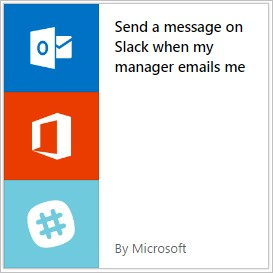 Send a message on
Slack when my
manager emails me
By Microsoft